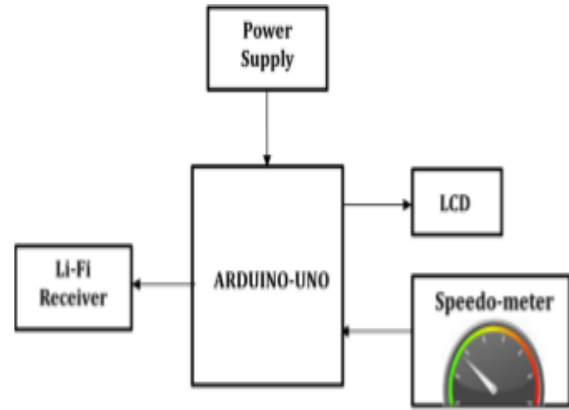 Power
Supply
LCD
Li-Fi
Receiver
ARDUINO-UNO
Speedo-meter